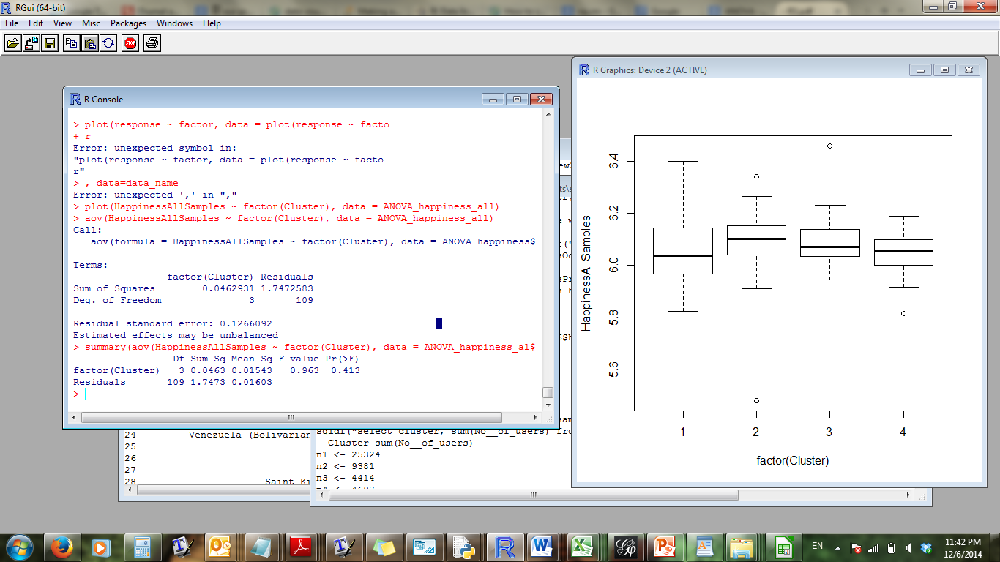 RGui (64-bit)
File Edit View Misc Packages Windows Help
STOP
R Console
> plot(response ~ factor, data = plot(response ~ facto
+ r
Error: unexpected symbol in:
"plot(response ~ factor, data = plot(response ~ facto
r"
> , data=data_name
Error: unexpected ',' in ","
> plot(HappinessAllSamples ~ factor(Cluster), data = ANOVA_happiness_all)
> aov(HappinessAllSamples ~ factor(Cluster), data = ANOVA_happiness_all)
Call:
aov(formula = HappinessAllSamples ~ factor(Cluster), data = ANOVA_happiness$
Terms:
factor(Cluster) Residuals
Sum of Squares 0.0462931 1.7472583
Deg. of Freedom 3 109
Residual standard error: 0.1266092
Estimated effects may be unbalanced
> summary(aov(HappinessAllSamples ~ factor(Cluster), data = ANOVA_happiness_al$
Df Sum Sq Mean Sq F value Pr(>F)
factor(Cluster) 3 0.0463 0.01543 0.963 0.413
Residuals 109 1.7473 0.01603
>
24 Venezuela (Bolivarian
25
26
27
28 Saint Ki
sqldf("select cluster, sum(No__of_users) fro
Cluster sum(No__of_users)
n1 <- 25324
n2 <- 9381
n3 <- 4414
R Graphics: Device 2 (ACTIVE)
HappinessAllSamples
6.4
6.2
6.0
5.8
5.6
1 2 3 4
factor(Cluster)
EN
11:42 PM
12/6/2014